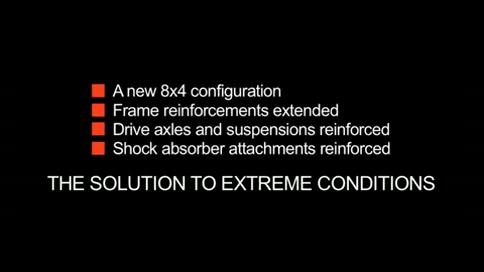 A new 8x4 configuration
Frame reinforcements extended
Drive axles and suspensions reinforced
Shock absorber attachments reinforced
THE SOLUTION TO EXTREME CONDITIONS